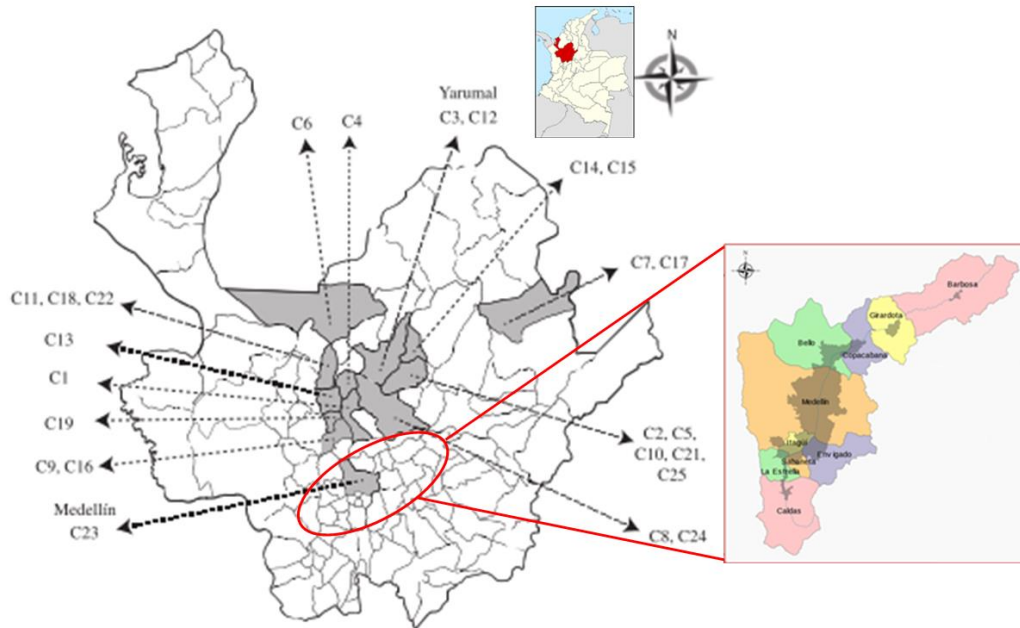 N
Yarumal
C3, C12
C6
C4
C14, C15
C7, C17
C11, C18, C22
C13
C1
C19
C9, C16
Medellín
C23
C2, C5,
C10, C21,
C25
C8, C24
N
Barbosa
Girardota
Bello
Copacabana
Medellín
Itagüí
Envigado
Sabaneta
La Estrella
Caldas